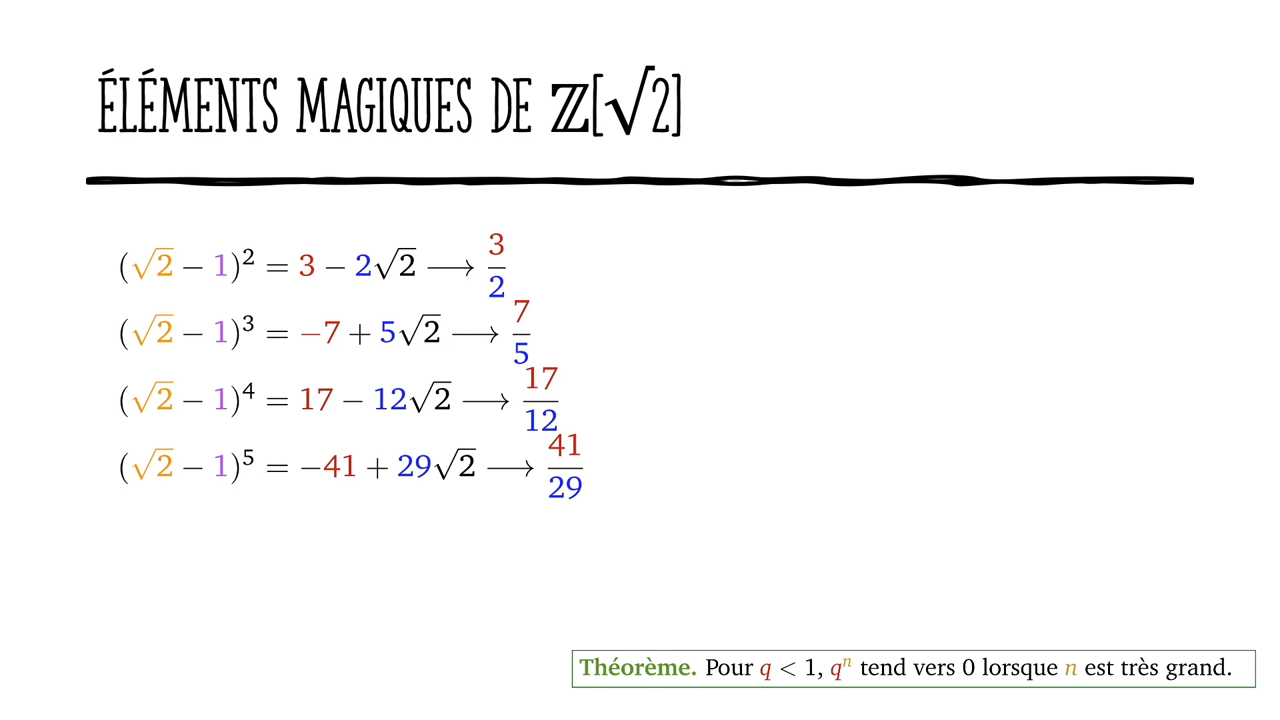 ÉLÉMENTS MAGIQUES DE ℤ[√2]
(√2 − 1)² = 3 − 2√2 ⟶ 3/2
(√2 − 1)³ = −7 + 5√2 ⟶ 7/5
(√2 − 1)⁴ = 17 − 12√2 ⟶ 17/12
(√2 − 1)⁵ = −41 + 29√2 ⟶ 41/29
Théorème. Pour q < 1, qⁿ tend vers 0 lorsque n est très grand.